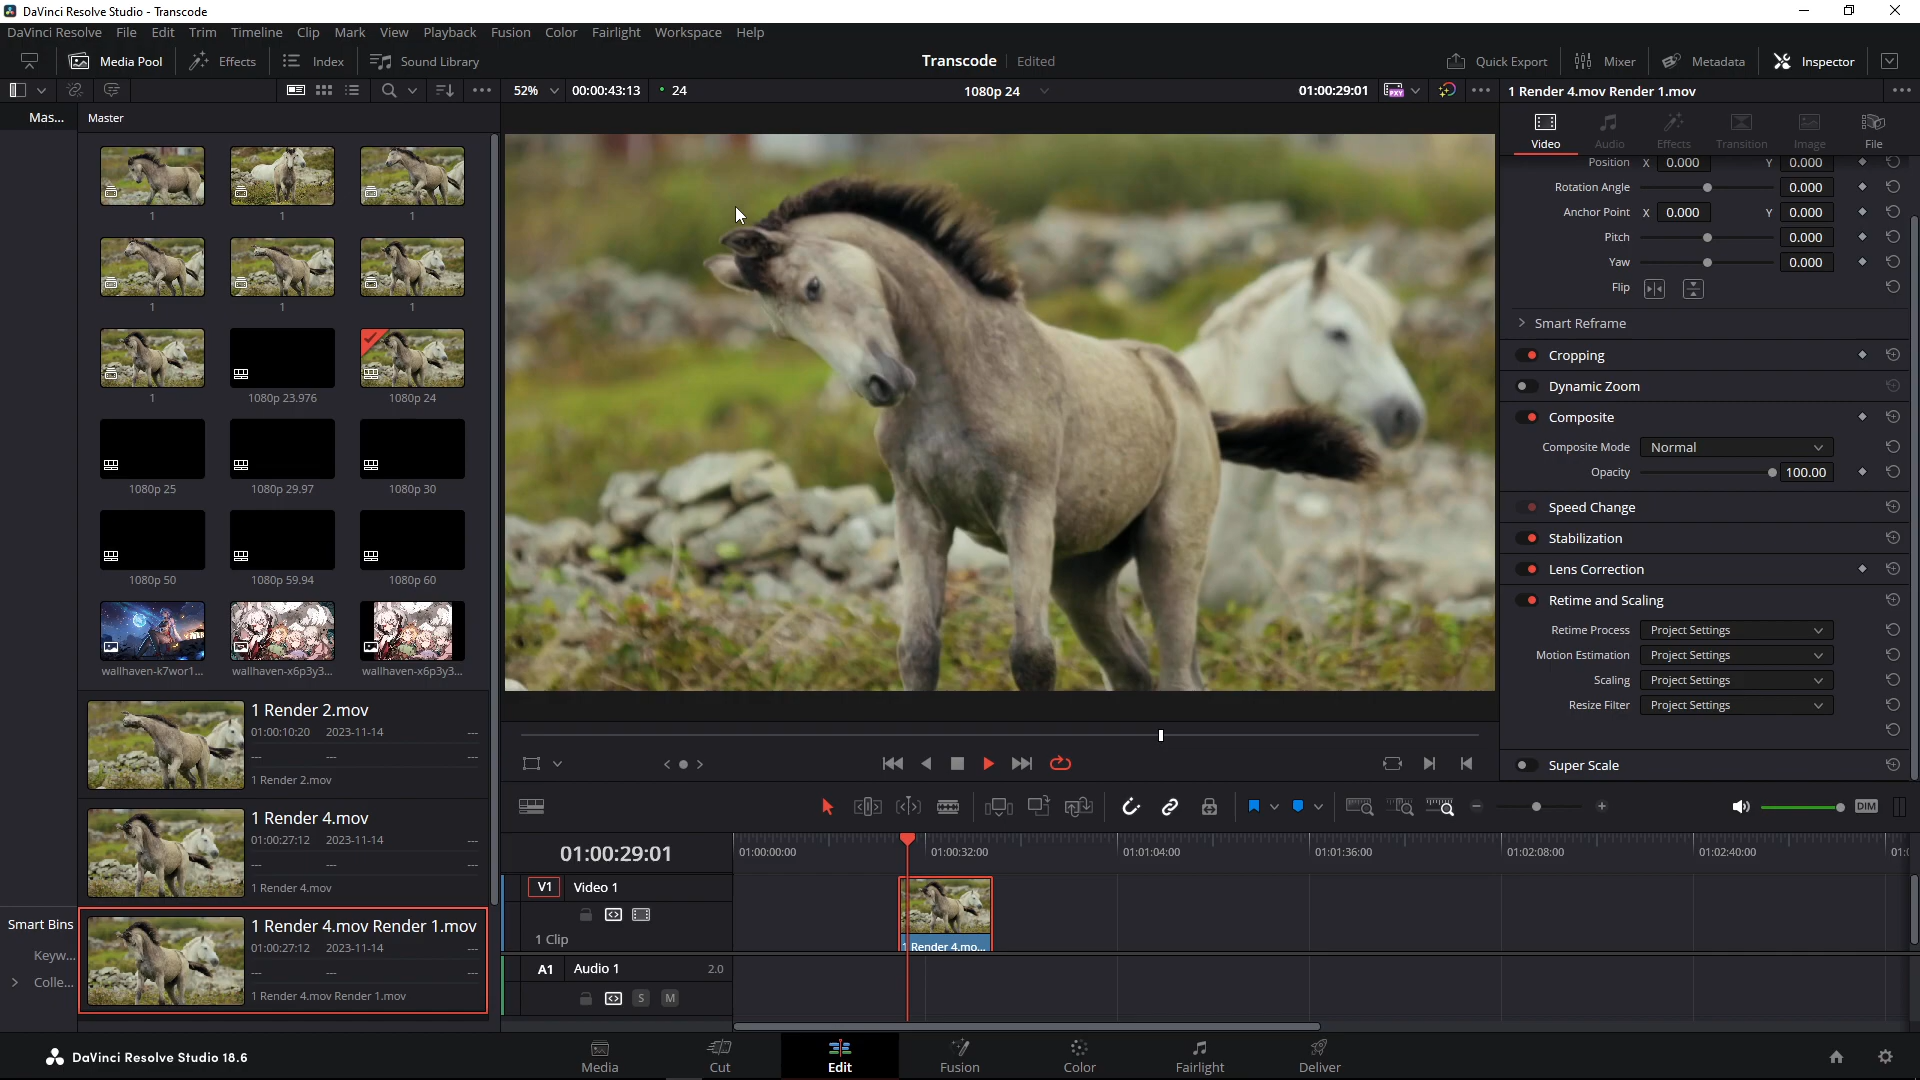 DaVinci Resolve Studio - Transcode
DaVinci Resolve File Edit Trim Timeline Clip Mark View Playback Fusion Color Fairlight Workspace Help
Media Pool Effects Index Sound Library Transcode Edited Quick Export Mixer Metadata Inspector
52% 00:00:43:13 24 1080p 24 01:00:29:01 PXY 1 Render 4.mov Render 1.mov
Mas... Master
Video Audio Effects Transition Image File
1 1 1
1 1 1
1 1080p 23.976 1080p 24
1080p 25 1080p 29.97 1080p 30
1080p 50 1080p 59.94 1080p 60
wallhaven-k7wor1... wallhaven-x6p3y3... wallhaven-x6p3y3...
1 Render 2.mov
01:00:10:20 2023-11-14 ---
--- --- ---
1 Render 2.mov
1 Render 4.mov
01:00:27:12 2023-11-14 ---
--- --- ---
1 Render 4.mov
Smart Bins
Keyw...
Colle...
1 Render 4.mov Render 1.mov
01:00:27:12 2023-11-14 ---
--- --- ---
1 Render 4.mov Render 1.mov
Position X 0.000 Y 0.000
Rotation Angle 0.000
Anchor Point X 0.000 Y 0.000
Pitch 0.000
Yaw 0.000
Flip
Smart Reframe
Cropping
Dynamic Zoom
Composite
Composite Mode Normal
Opacity 100.00
Speed Change
Stabilization
Lens Correction
Retime and Scaling
Retime Process Project Settings
Motion Estimation Project Settings
Scaling Project Settings
Resize Filter Project Settings
Super Scale
DIM
01:00:29:01
01:00:00:00 01:00:32:00 01:01:04:00 01:01:36:00 01:02:08:00 01:02:40:00 01:0
V1 Video 1
1 Clip
1 Render 4.mo...
A1 Audio 1 2.0
S M
DaVinci Resolve Studio 18.6
Media Cut Edit Fusion Color Fairlight Deliver